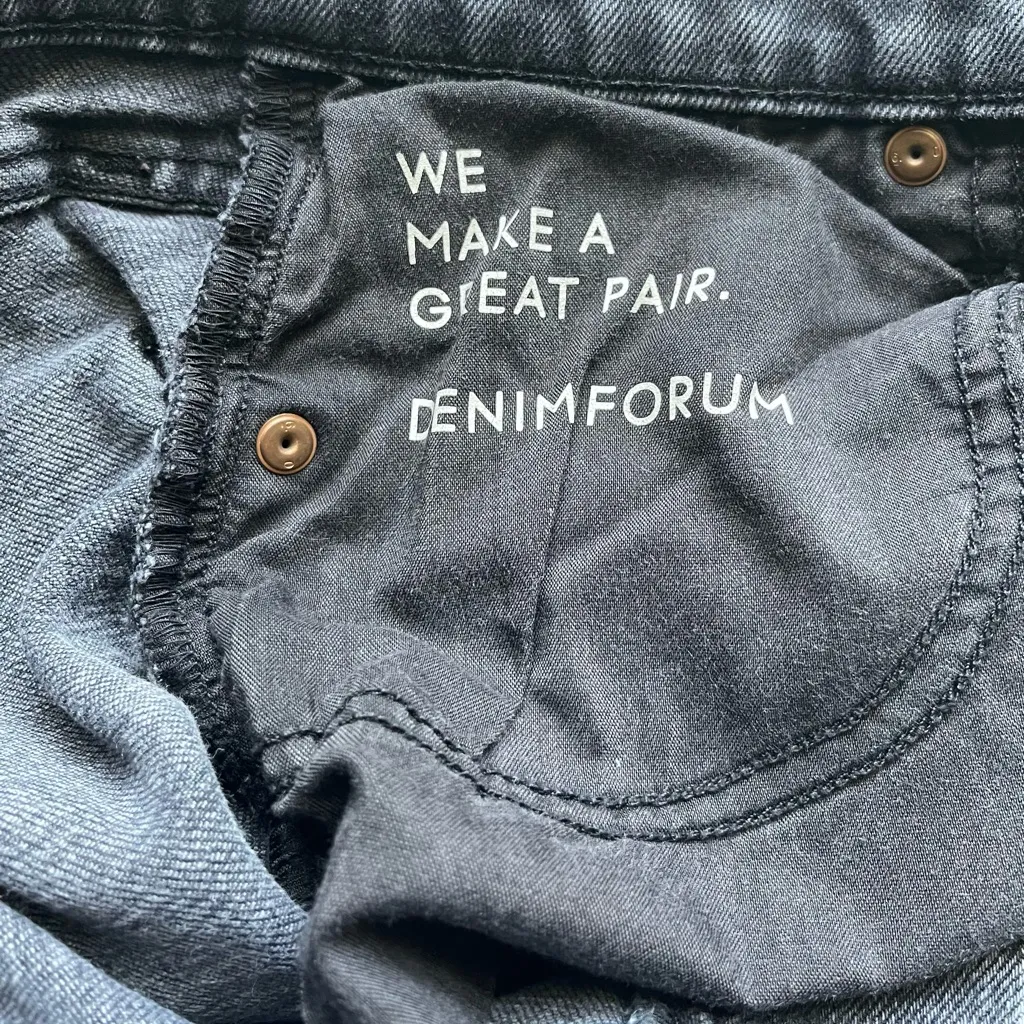 WE
MAKE A
GREAT PAIR.
DENIMFORUM